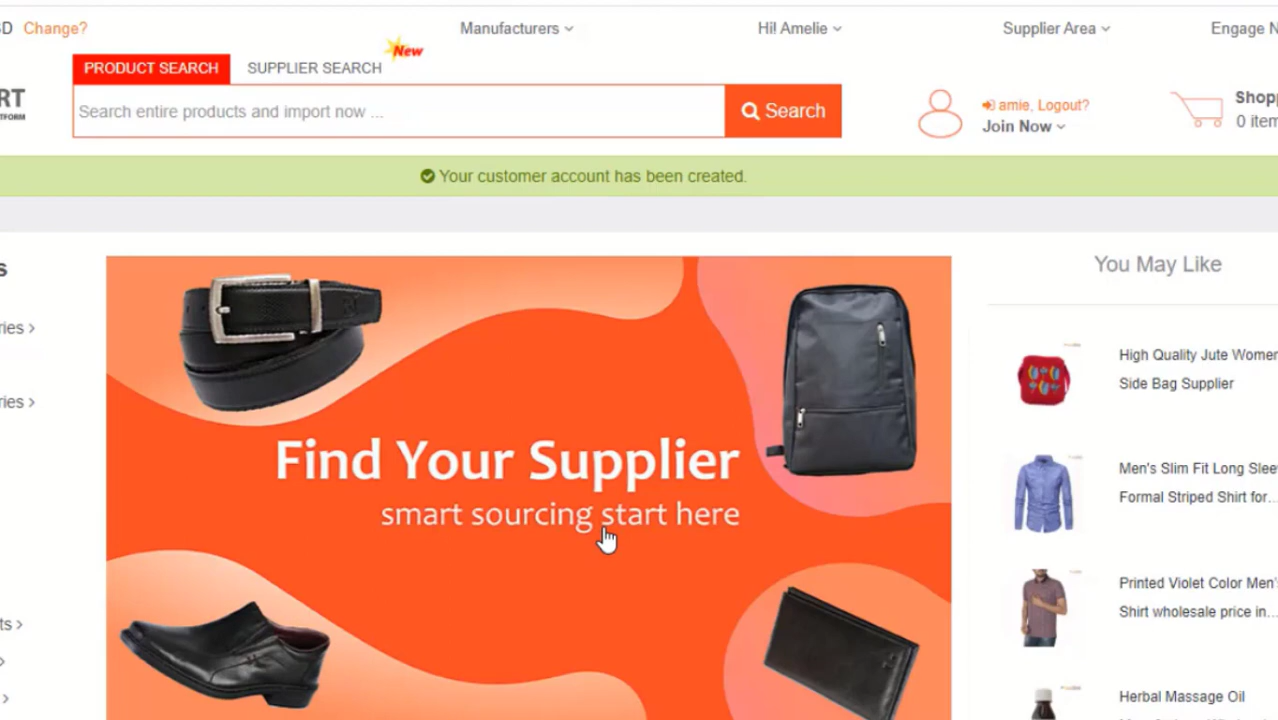 Change?
Manufacturers
Hi! Amelie
Supplier Area
Engage
New
PRODUCT SEARCH
SUPPLIER SEARCH
Search entire products and import now ...
Search
amie, Logout?
Join Now
0
Your customer account has been created.
You May Like
Find Your Supplier
smart sourcing start here
High Quality Jute
Side Bag Supplier
Men's Slim Fit Long
Formal Striped Shirt for...
Printed Violet Color Men's
Shirt wholesale price in...
Herbal Massage Oil